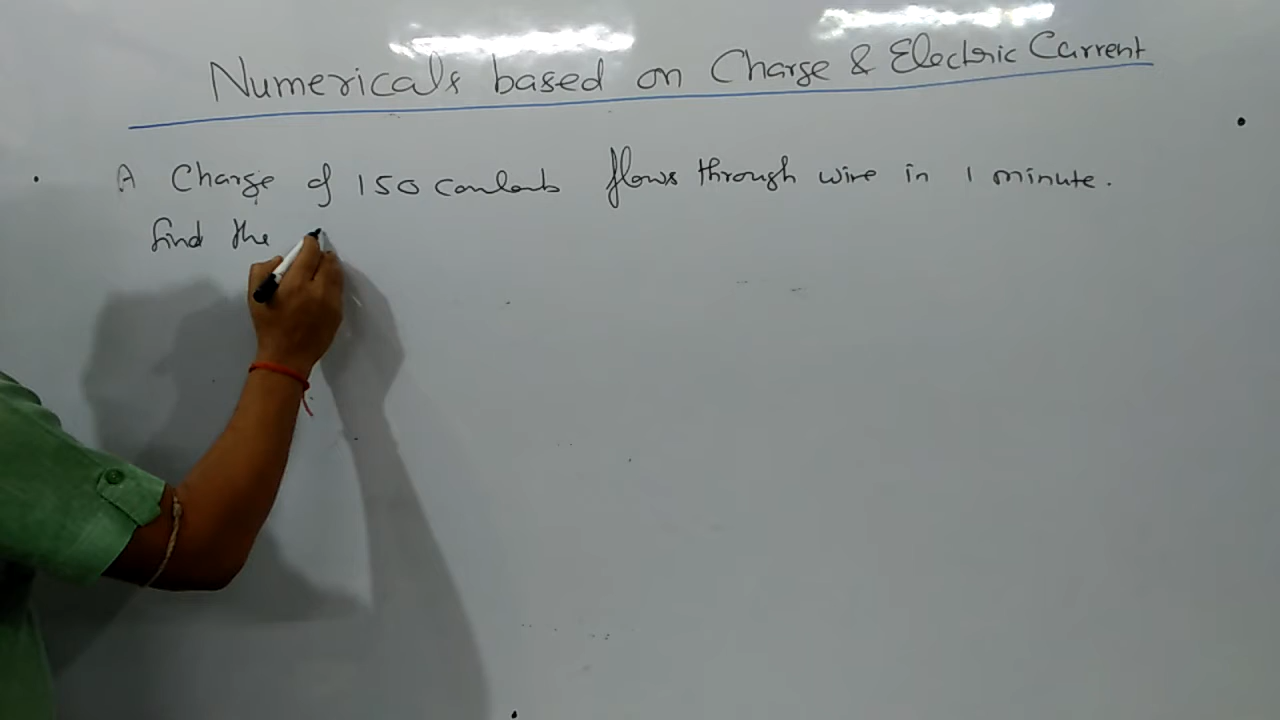 Numericals based on Charge & Electric Current
A Charge of 150 coulomb flows through wire in 1 minute.
find the